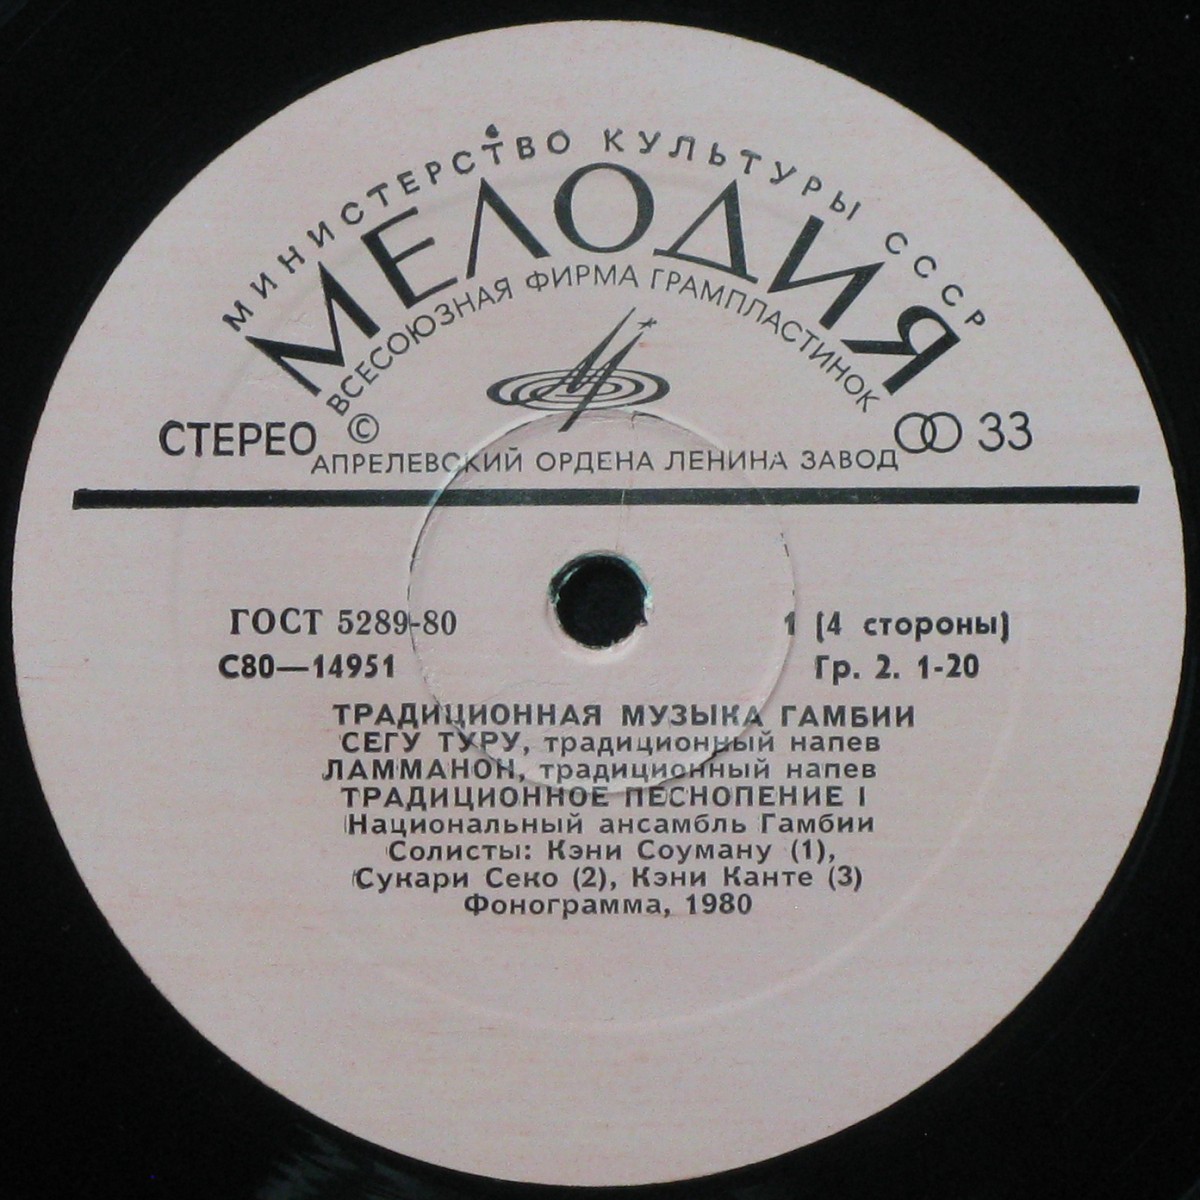 МИНИСТЕРСТВО КУЛЬТУРЫ СССР
МЕЛОДИЯ
ВСЕСОЮЗНАЯ ФИРМА ГРАМПЛАСТИНОК
СТЕРЕО © 33
АПРЕЛЕВСКИЙ ОРДЕНА ЛЕНИНА ЗАВОД
ГОСТ 5289-80 1 (4 стороны)
С80—14951 Гр. 2. 1-20
ТРАДИЦИОННАЯ МУЗЫКА ГАМБИИ
СЕГУ ТУРУ, традиционный напев
ЛАММАНОН, традиционный напев
ТРАДИЦИОННОЕ ПЕСНОПЕНИЕ I
Национальный ансамбль Гамбии
Солисты: Кэни Соуману (1),
Сукари Секо (2), Кэни Канте (3)
Фонограмма, 1980